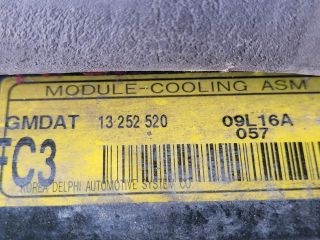 MODULE-COOLING ASM
GMDAT 13 252 520 09L16A
057
FC3
KOREA DELPHI AUTOMOTIVE SYSTEM CO